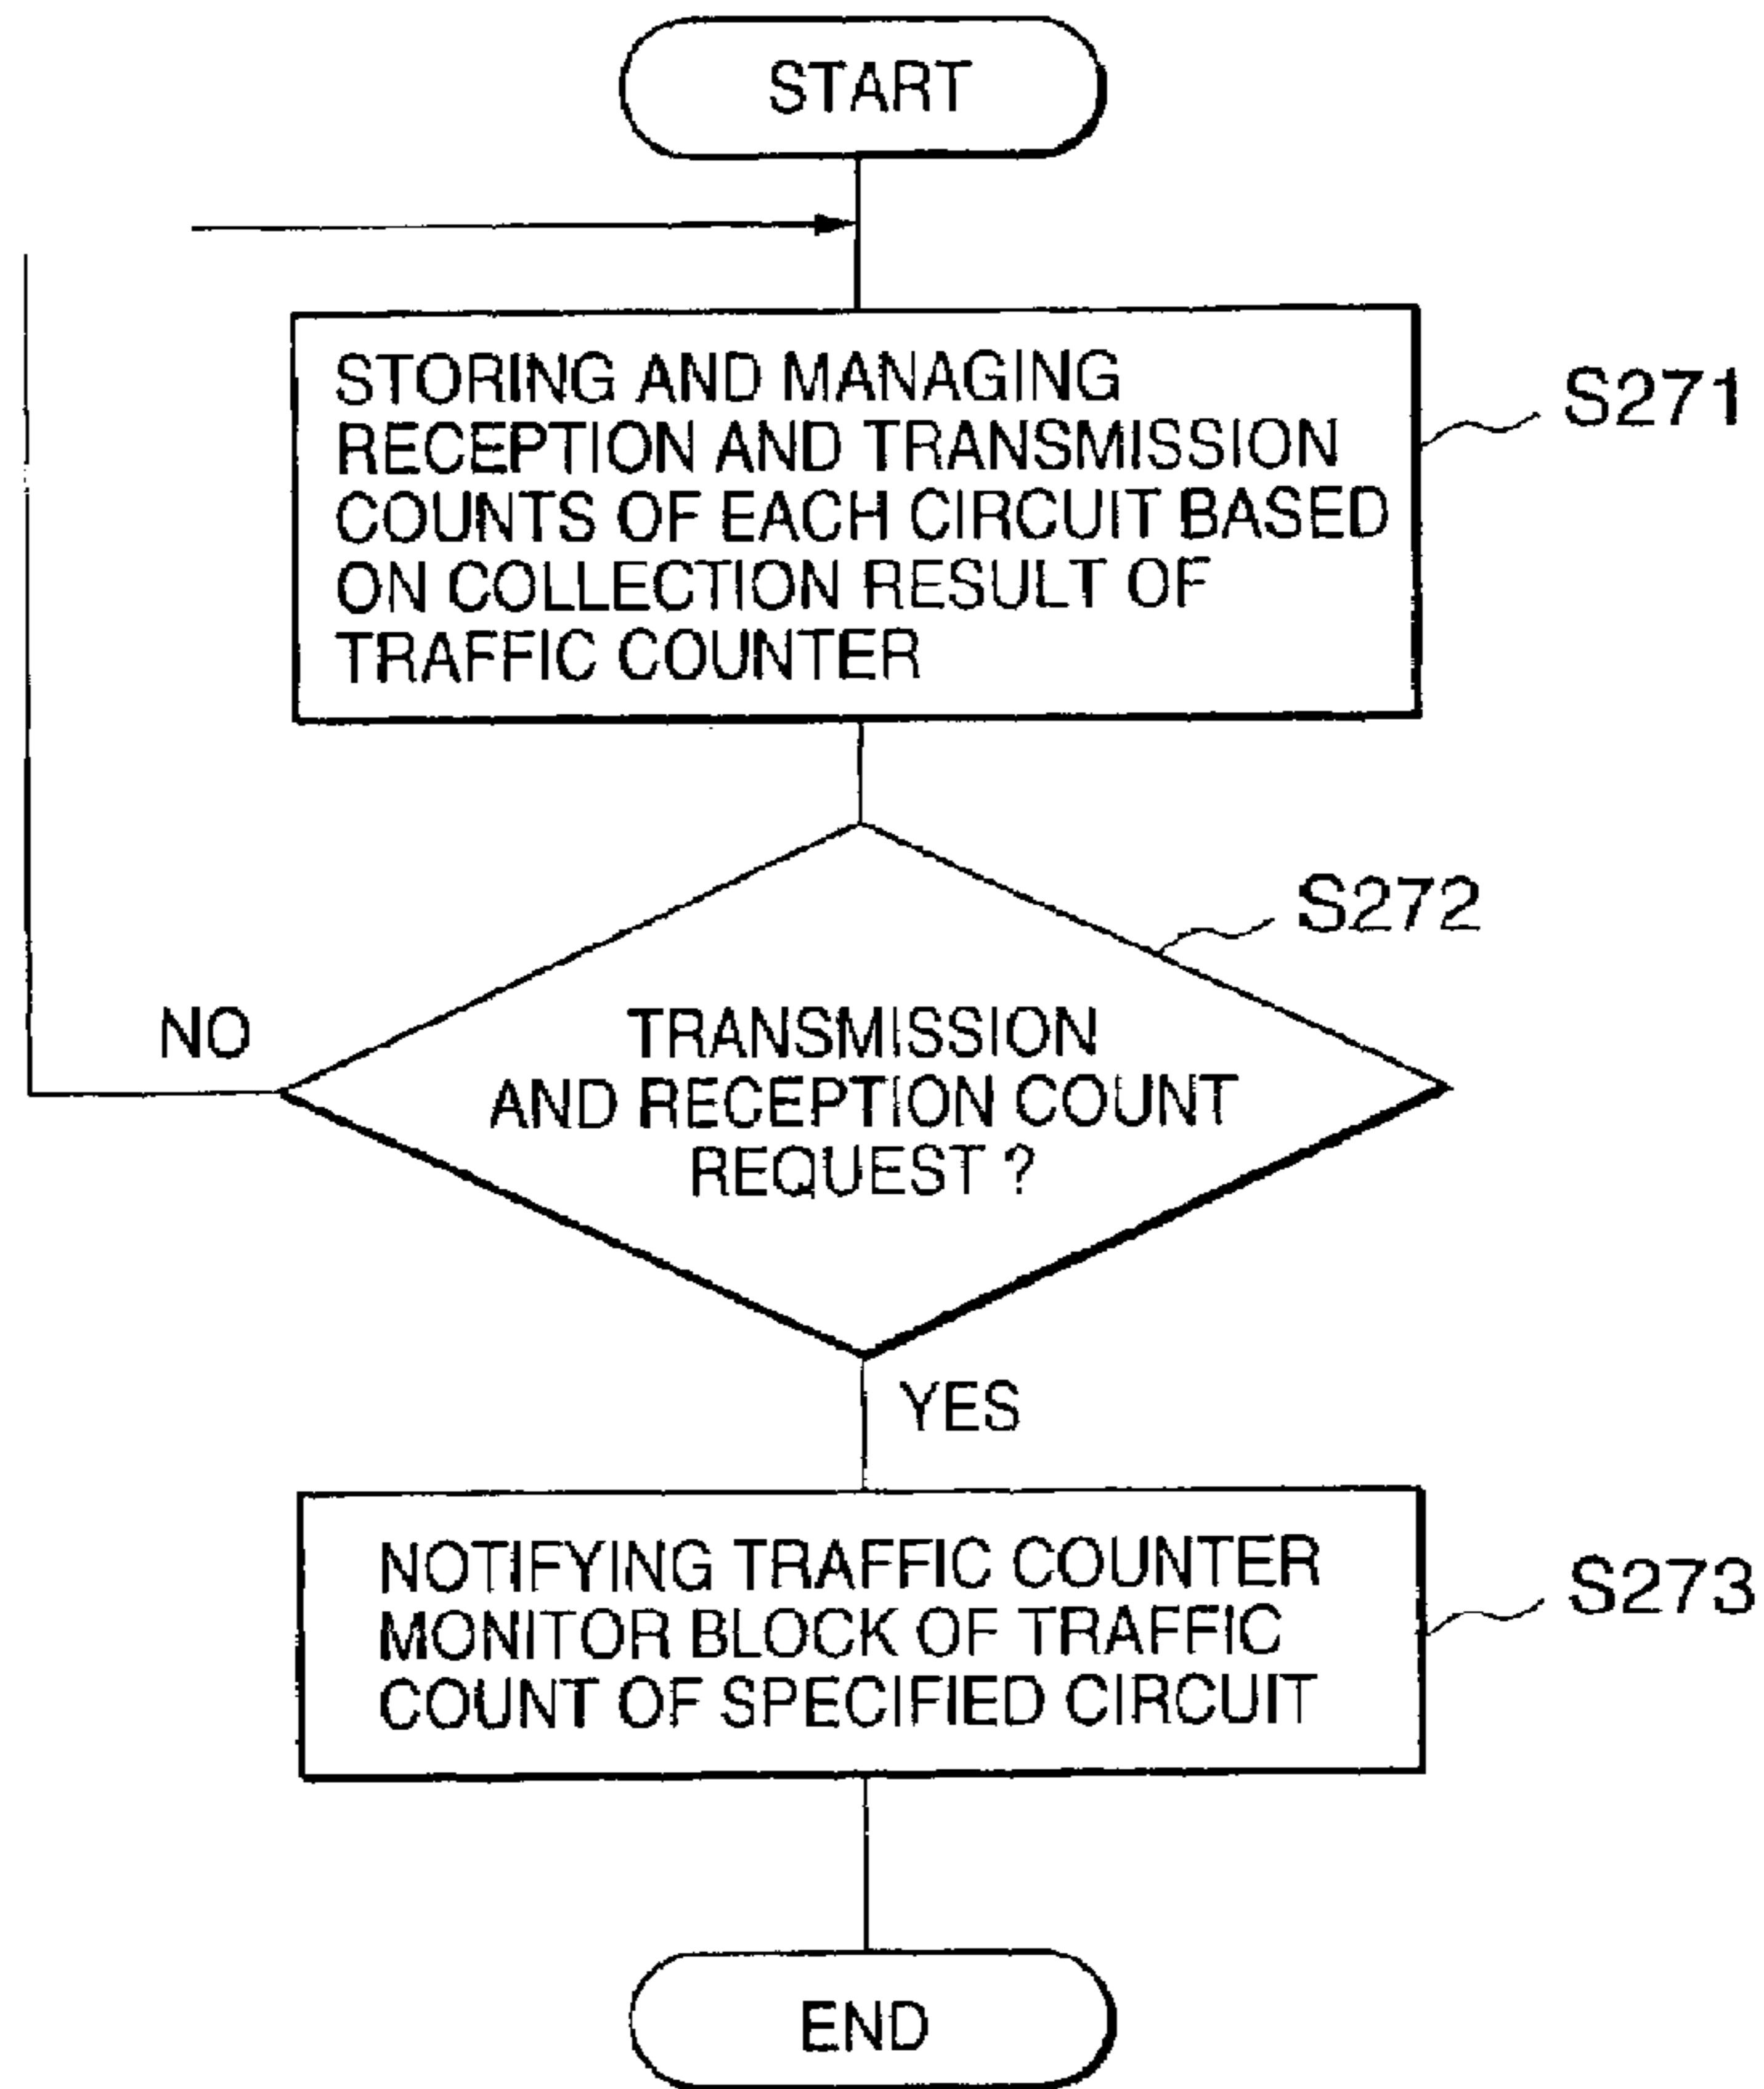 START
STORING AND MANAGING
RECEPTION AND TRANSMISSION
COUNTS OF EACH CIRCUIT BASED
ON COLLECTION RESULT OF
TRAFFIC COUNTER
S271
S272
TRANSMISSION
AND RECEPTION COUNT
REQUEST ?
NO
YES
NOTIFYING TRAFFIC COUNTER
MONITOR BLOCK OF TRAFFIC
COUNT OF SPECIFIED CIRCUIT
S273
END